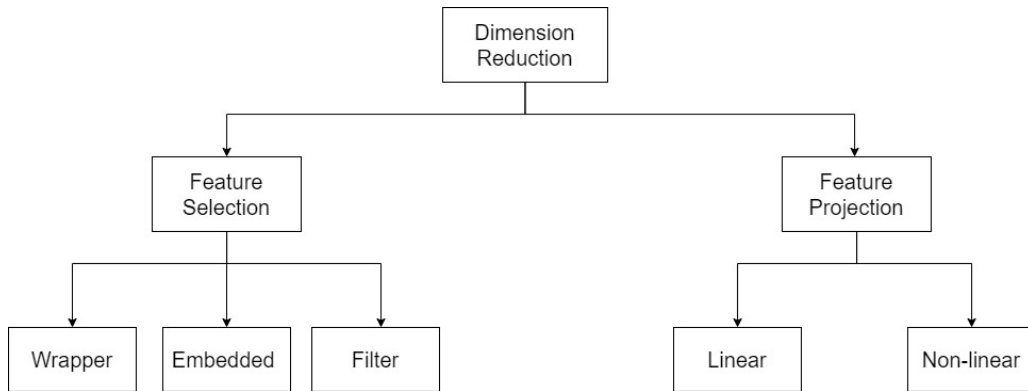 Dimension
Reduction
Feature
Selection
Feature
Projection
Wrapper
Embedded
Filter
Linear
Non-linear